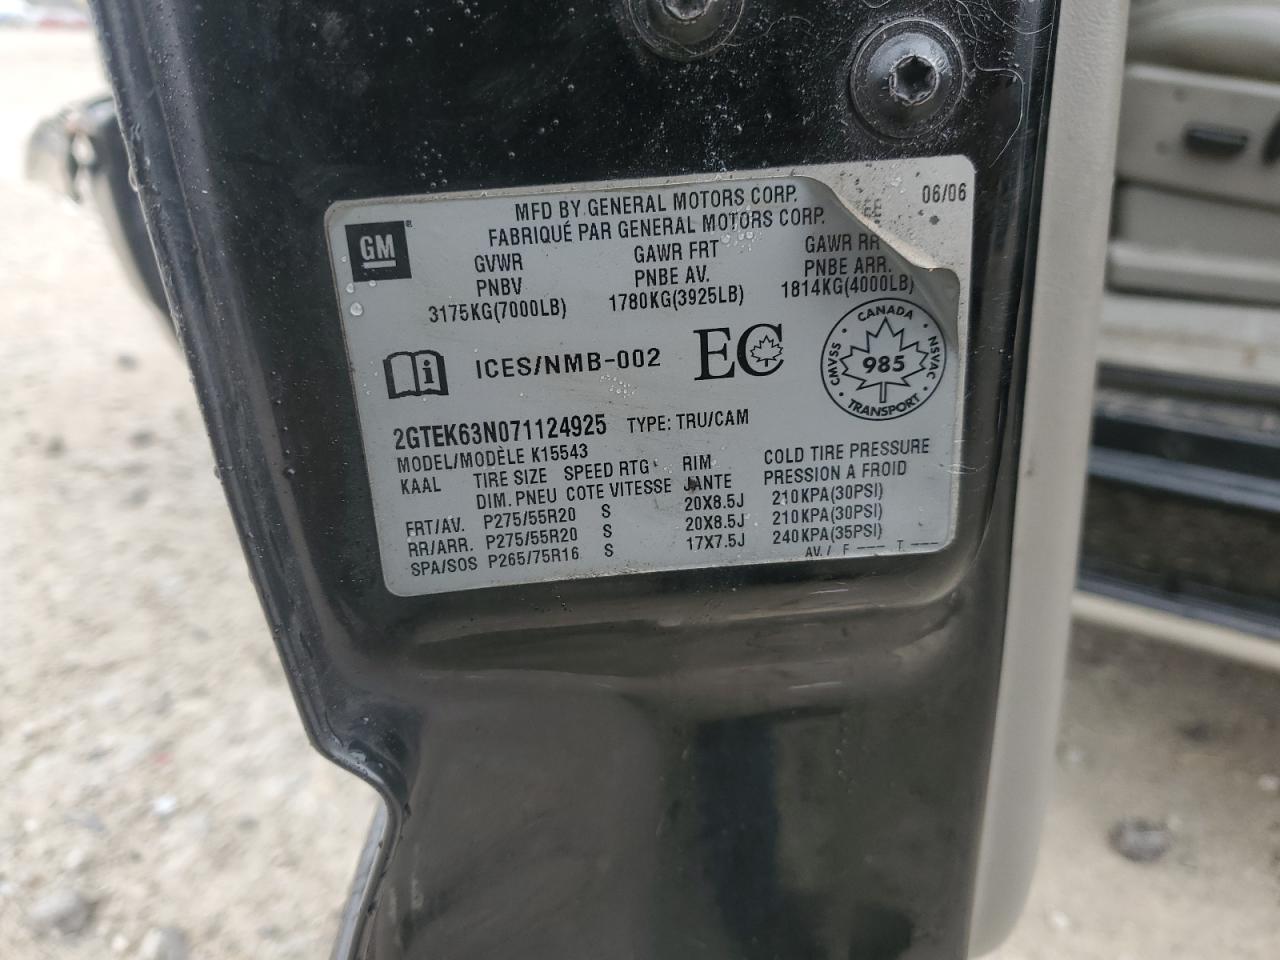 GM
MFD BY GENERAL MOTORS CORP.
FABRIQUÉ PAR GENERAL MOTORS CORP.
06/06
GVWR GAWR FRT GAWR RR
PNBV PNBE AV. PNBE ARR.
3175KG(7000LB) 1780KG(3925LB) 1814KG(4000LB)
ICES/NMB-002 EC
CANADA
CMVSS 985 NSVAC
TRANSPORT
2GTEK63N071124925 TYPE: TRU/CAM
MODEL/MODÈLE K15543
KAAL TIRE SIZE SPEED RTG RIM COLD TIRE PRESSURE
DIM. PNEU COTE VITESSE JANTE PRESSION A FROID
FRT/AV. P275/55R20 S 20X8.5J 210KPA(30PSI)
RR/ARR. P275/55R20 S 20X8.5J 210KPA(30PSI)
SPA/SOS P265/75R16 S 17X7.5J 240KPA(35PSI)
AV./ F T